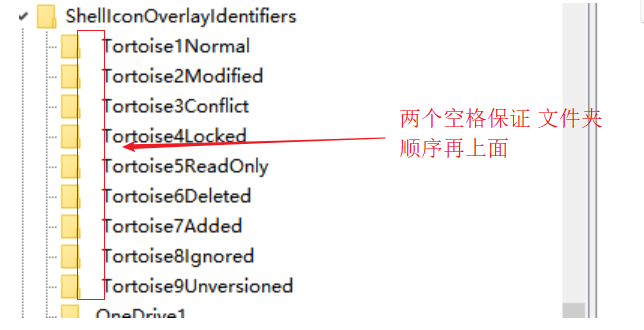 ShellIconOverlayIdentifiers
Tortoise1Normal
Tortoise2Modified
Tortoise3Conflict
Tortoise4Locked
Tortoise5ReadOnly
Tortoise6Deleted
Tortoise7Added
Tortoise8Ignored
Tortoise9Unversioned
OneDrive1
两个空格保证 文件夹
顺序再上面